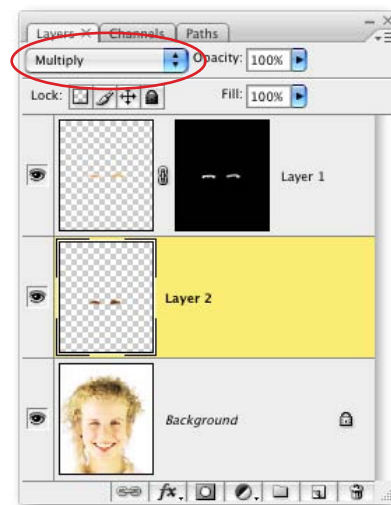 Layers × Channels Paths
Multiply Opacity: 100%
Lock: Fill: 100%
Layer 1
Layer 2
Background
fx.